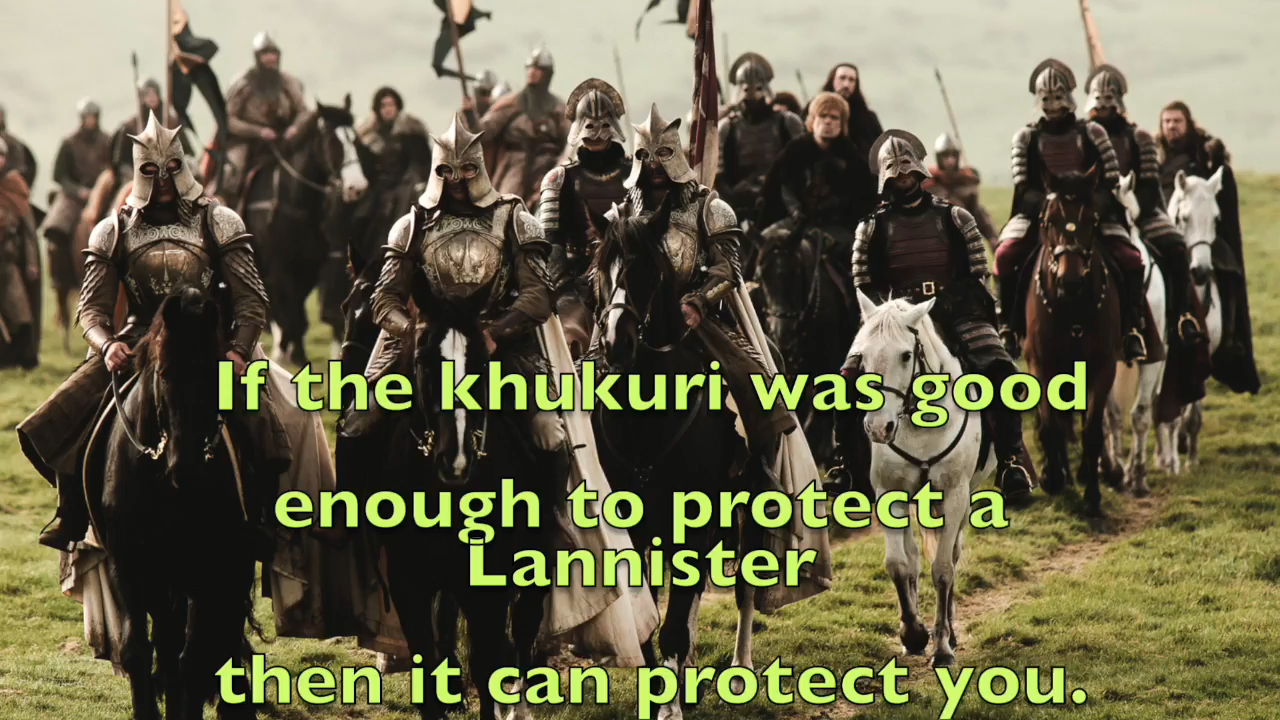 If the khukuri was good
enough to protect a
Lannister
then it can protect you.